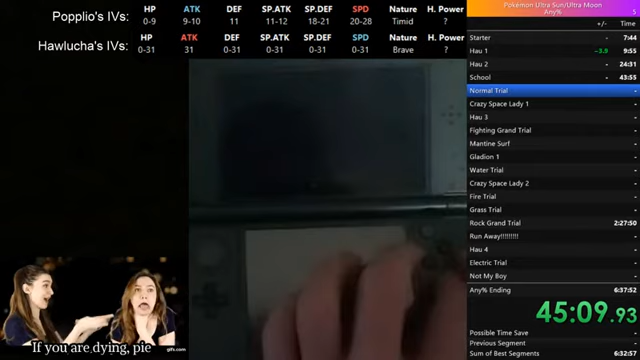 Popplio's IVs:
HP ATK DEF SP.ATK SP.DEF SPD Nature H. Power
0-9 9-10 11 11-12 18-21 20-28 Timid ?
Hawlucha's IVs:
HP ATK DEF SP.ATK SP.DEF SPD Nature H. Power
0-31 31 0-31 0-31 0-31 0-31 Brave ?
Pokémon Ultra Sun/Ultra Moon
Any% 5
+/- Time
Starter - 7:44
Hau 1 -3.9 9:55
Hau 2 - 24:31
School - 43:55
Normal Trial -
Crazy Space Lady 1 -
Hau 3 -
Fighting Grand Trial -
Mantine Surf -
Gladion 1 -
Water Trial -
Crazy Space Lady 2 -
Fire Trial -
Grass Trial -
Rock Grand Trial 2:27:50
Run Away!!!!!!!!! -
Hau 4 -
Electric Trial -
Not My Boy -
Any% Ending 6:37:52
45:09.93
Possible Time Save -
Previous Segment -
Sum of Best Segments 6:32:57
If you are dying, pie
gifs.com